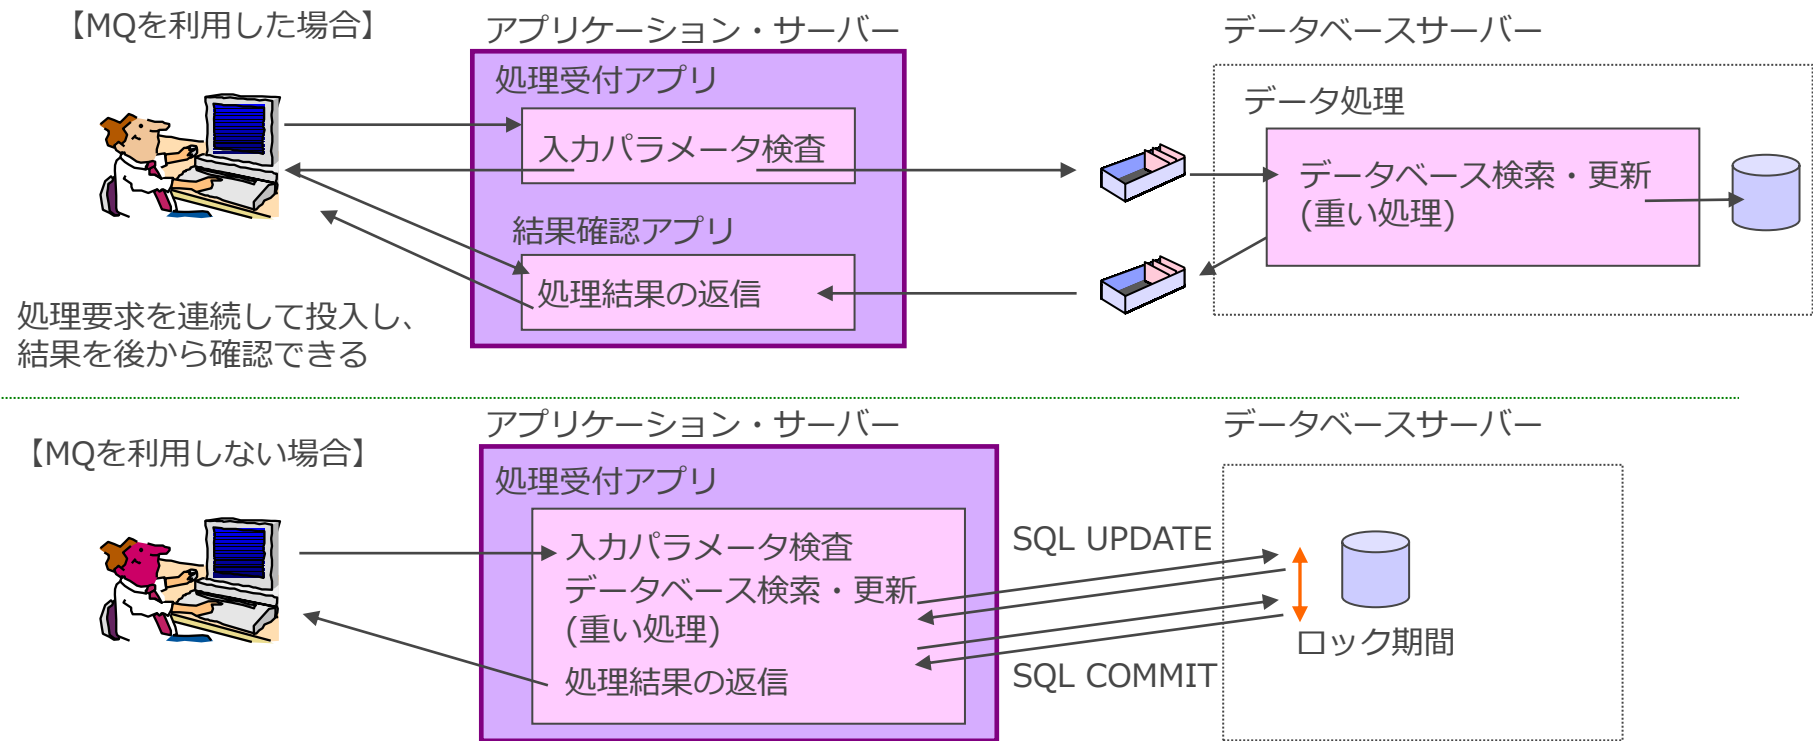 【MQを利用した場合】
アプリケーション・サーバー
データベースサーバー
処理受付アプリ
データ処理
入力パラメータ検査
データベース検索・更新
(重い処理)
結果確認アプリ
処理結果の返信
処理要求を連続して投入し、
結果を後から確認できる
アプリケーション・サーバー
データベースサーバー
【MQを利用しない場合】
処理受付アプリ
入力パラメータ検査
データベース検索・更新
(重い処理)
処理結果の返信
SQL UPDATE
SQL COMMIT
ロック期間